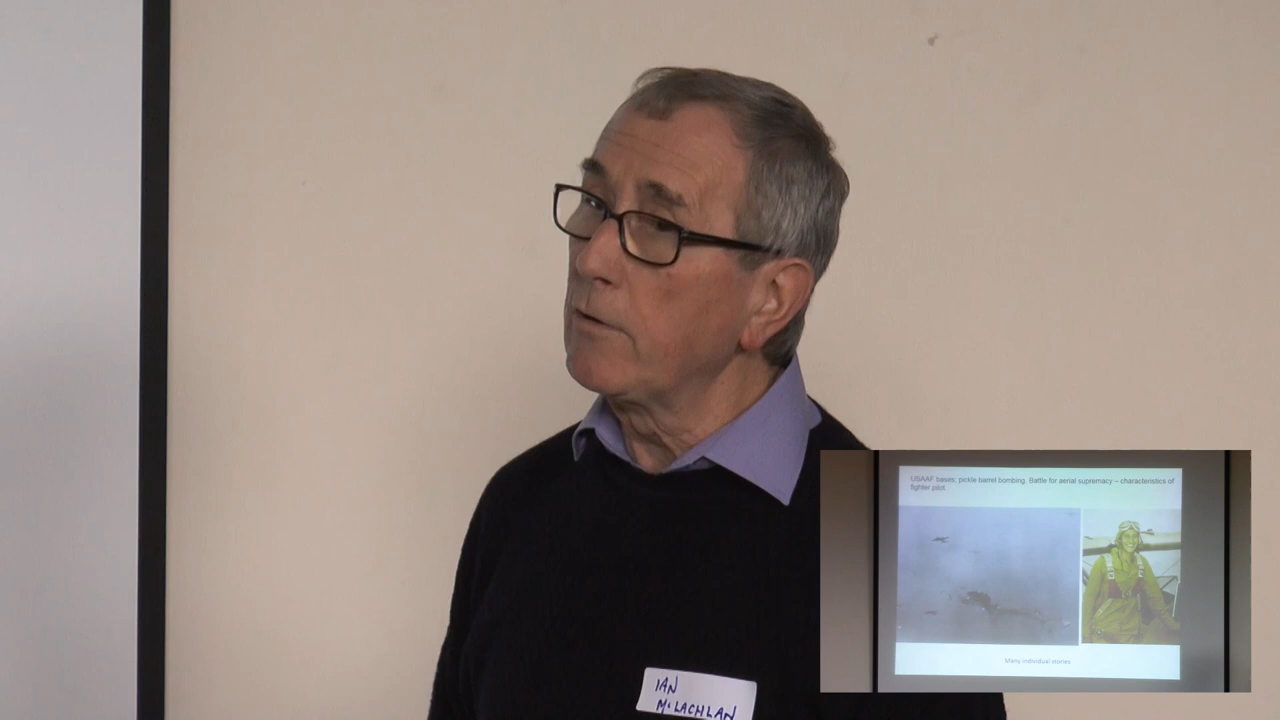 IAN
McLACHLAN
USAAF bases; pickle barrel bombing. Battle for aerial supremacy – characteristics of
fighter pilot.
Many individual stories